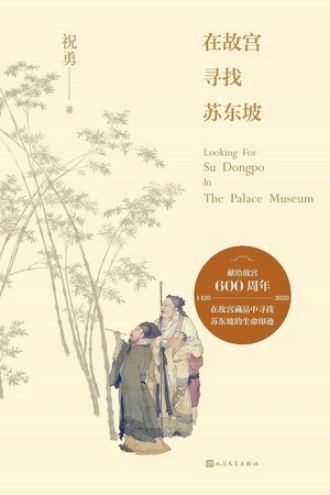 祝勇
著
在故宫
寻找
苏东坡
Looking For
Su Dongpo
In
The Palace Museum
献给故宫
600周年
1420 2020
在故宫藏品中寻找
苏东坡的生命印迹
人民文学出版社